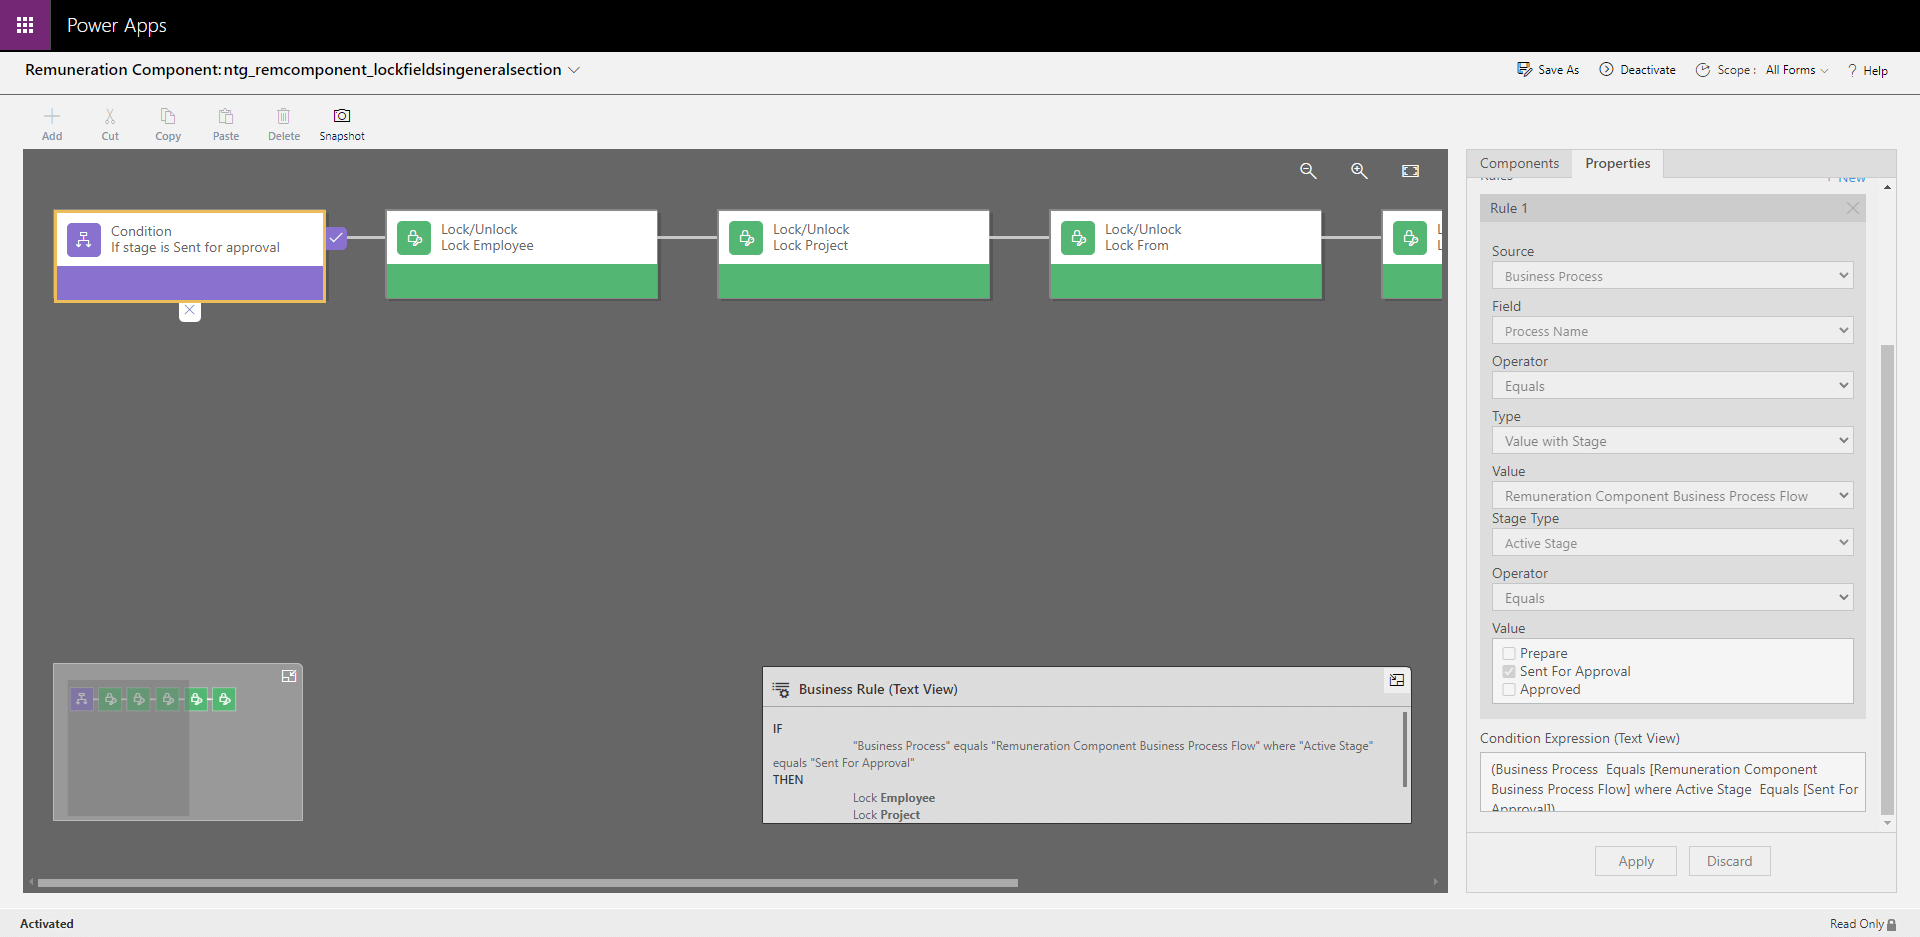 Power Apps
Remuneration Component: ntg_remcomponent_lockfieldsingeneralsection
Save As
Deactivate
Scope :
All Forms
? Help
Add
Cut
Copy
Paste
Delete
Snapshot
Condition
If stage is Sent for approval
Lock/Unlock
Lock Employee
Lock/Unlock
Lock Project
Lock/Unlock
Lock From
Business Rule (Text View)
IF
"Business Process" equals "Remuneration Component Business Process Flow" where "Active Stage"
equals "Sent For Approval"
THEN
Lock Employee
Lock Project
Components
Properties
Rules
+ New
Rule 1
Source
Business Process
Field
Process Name
Operator
Equals
Type
Value with Stage
Value
Remuneration Component Business Process Flow
Stage Type
Active Stage
Operator
Equals
Value
Prepare
Sent For Approval
Approved
Condition Expression (Text View)
(Business Process  Equals [Remuneration Component
Business Process Flow] where Active Stage  Equals [Sent For
Approval])
Apply
Discard
Activated
Read Only